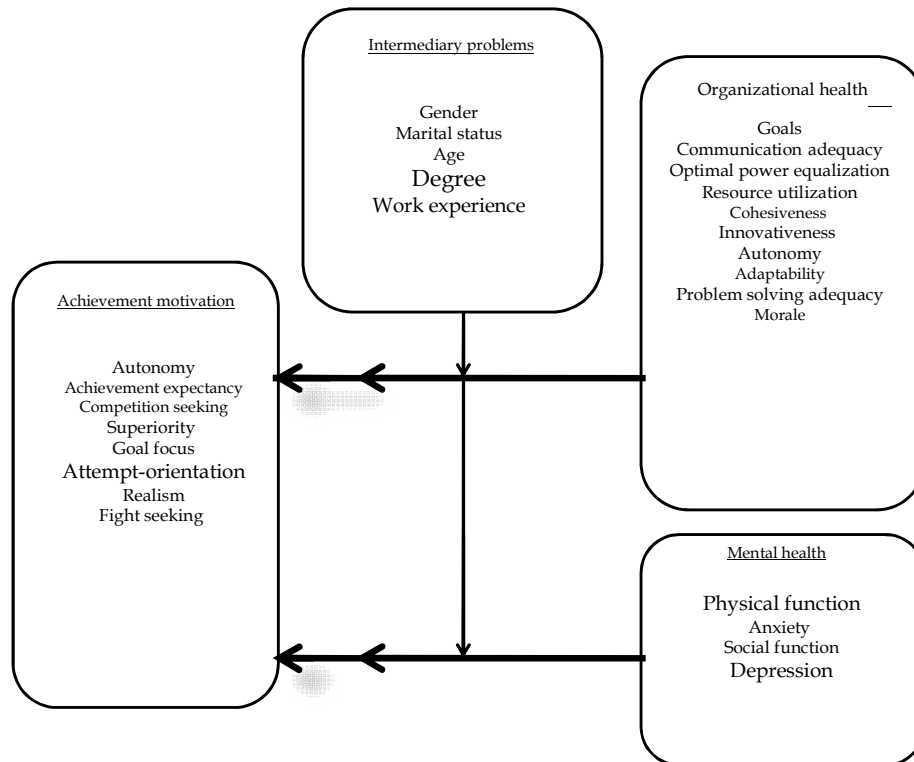 Intermediary problems
Gender
Marital status
Age
Degree
Work experience
Organizational health
Goals
Communication adequacy
Optimal power equalization
Resource utilization
Cohesiveness
Innovativeness
Autonomy
Adaptability
Problem solving adequacy
Morale
Achievement motivation
Autonomy
Achievement expectancy
Competition seeking
Superiority
Goal focus
Attempt-orientation
Realism
Fight seeking
Mental health
Physical function
Anxiety
Social function
Depression